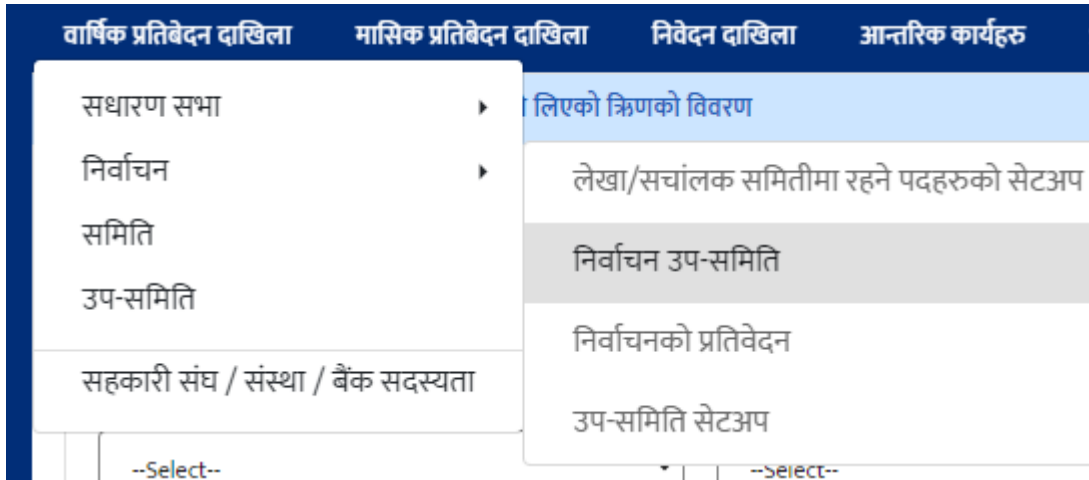 वार्षिक प्रतिबेदन दाखिला
मासिक प्रतिबेदन दाखिला
निवेदन दाखिला
आन्तरिक कार्यहरु
सधारण सभा
निर्वाचन
समिति
उप-समिति
सहकारी संघ / संस्था / बैंक सदस्यता
लिएको ऋिणको विवरण
लेखा/सचांलक समितीमा रहने पदहरुको सेटअप
निर्वाचन उप-समिति
निर्वाचनको प्रतिवेदन
उप-समिति सेटअप
--Select--
--Select--